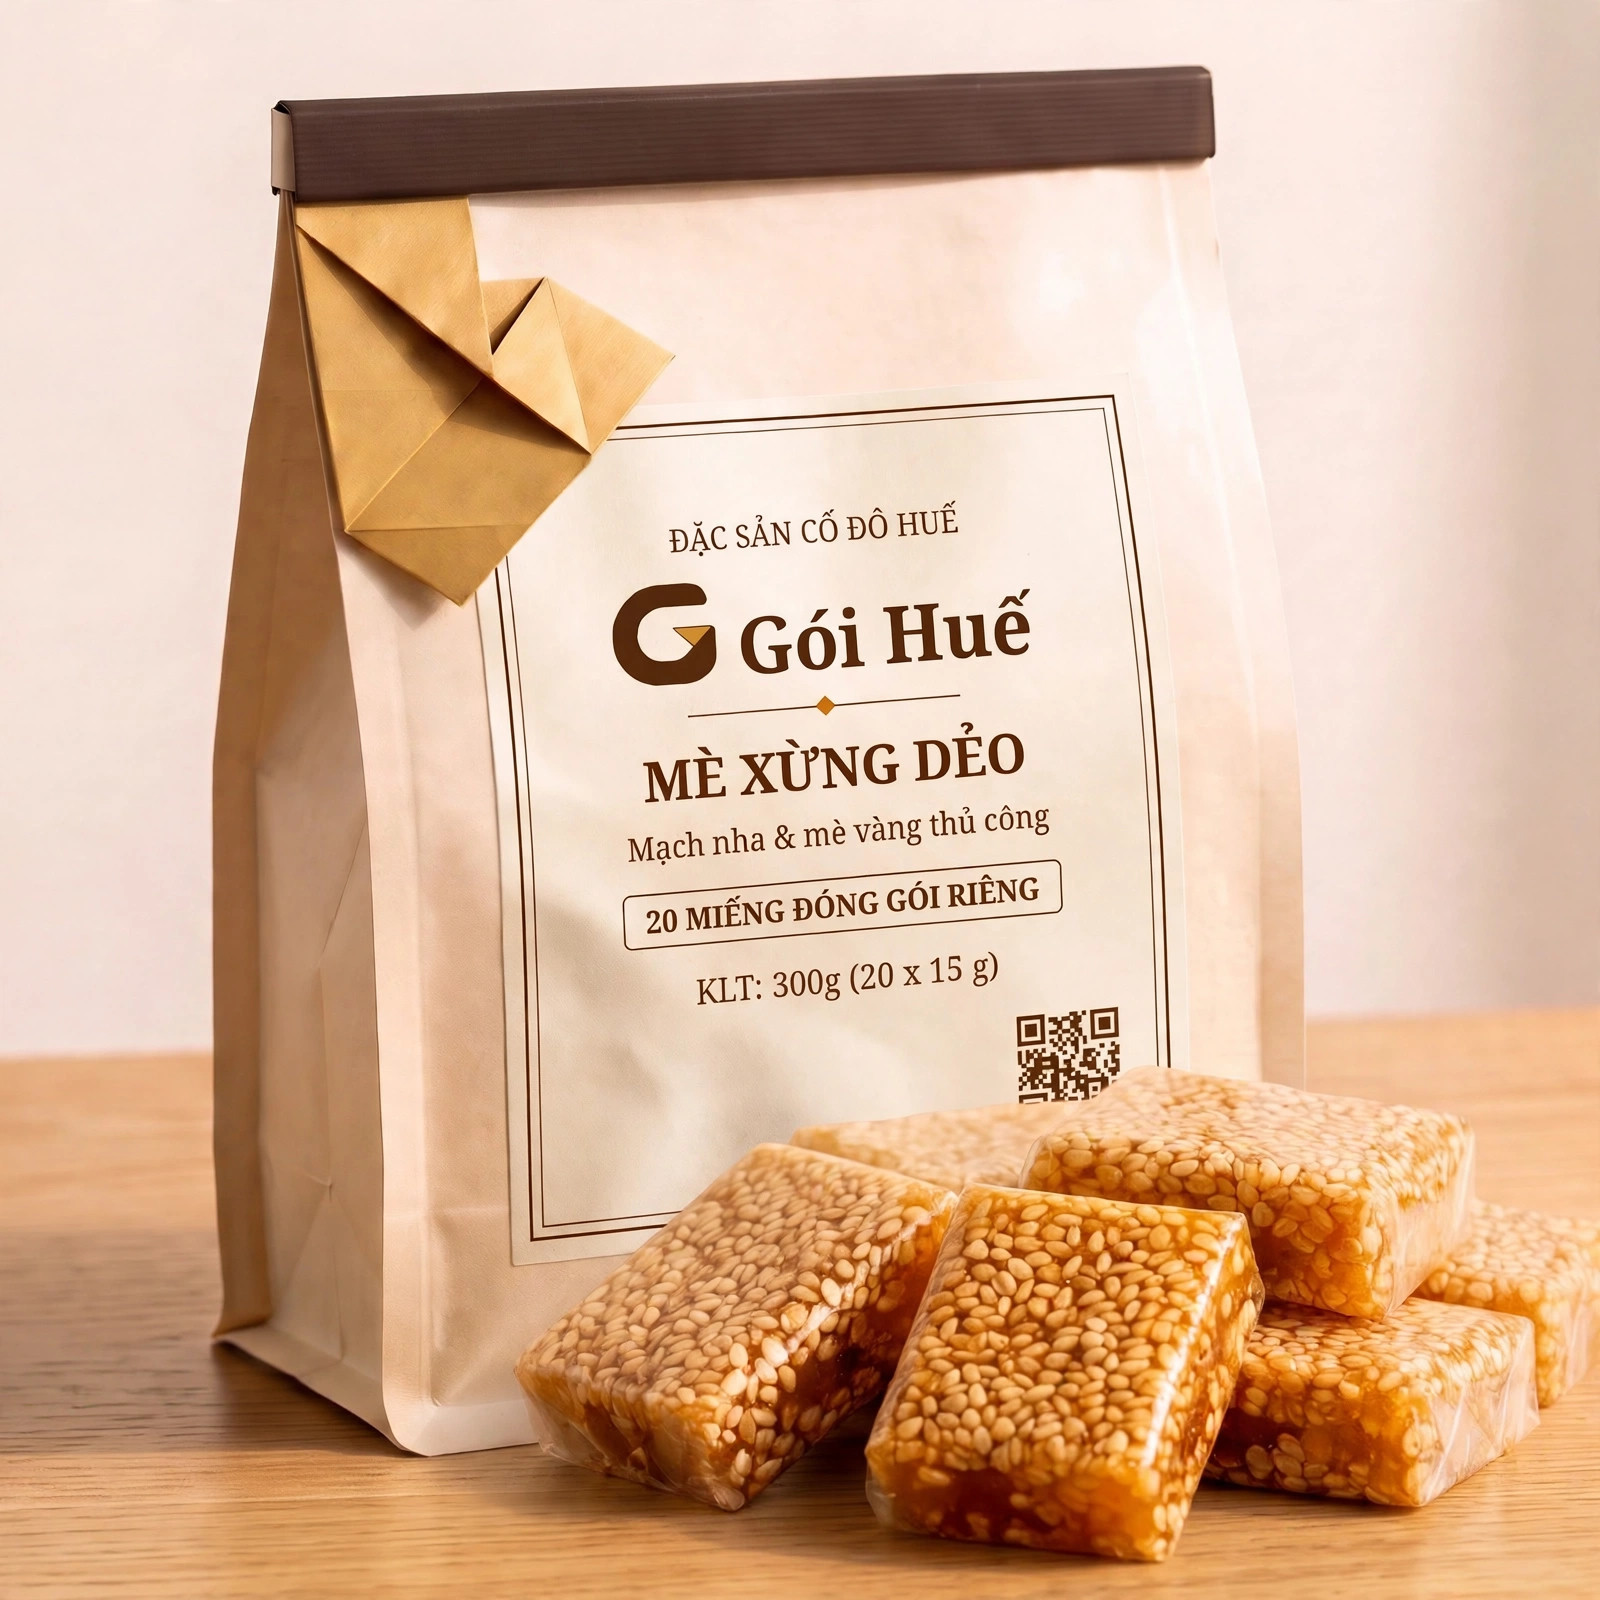 ĐẶC SẢN CỐ ĐÔ HUẾ
Gói Huế
MÈ XỪNG DẺO
Mạch nha & mè vàng thủ công
20 MIẾNG ĐÓNG GÓI RIÊNG
KLT: 300g (20 x 15 g)